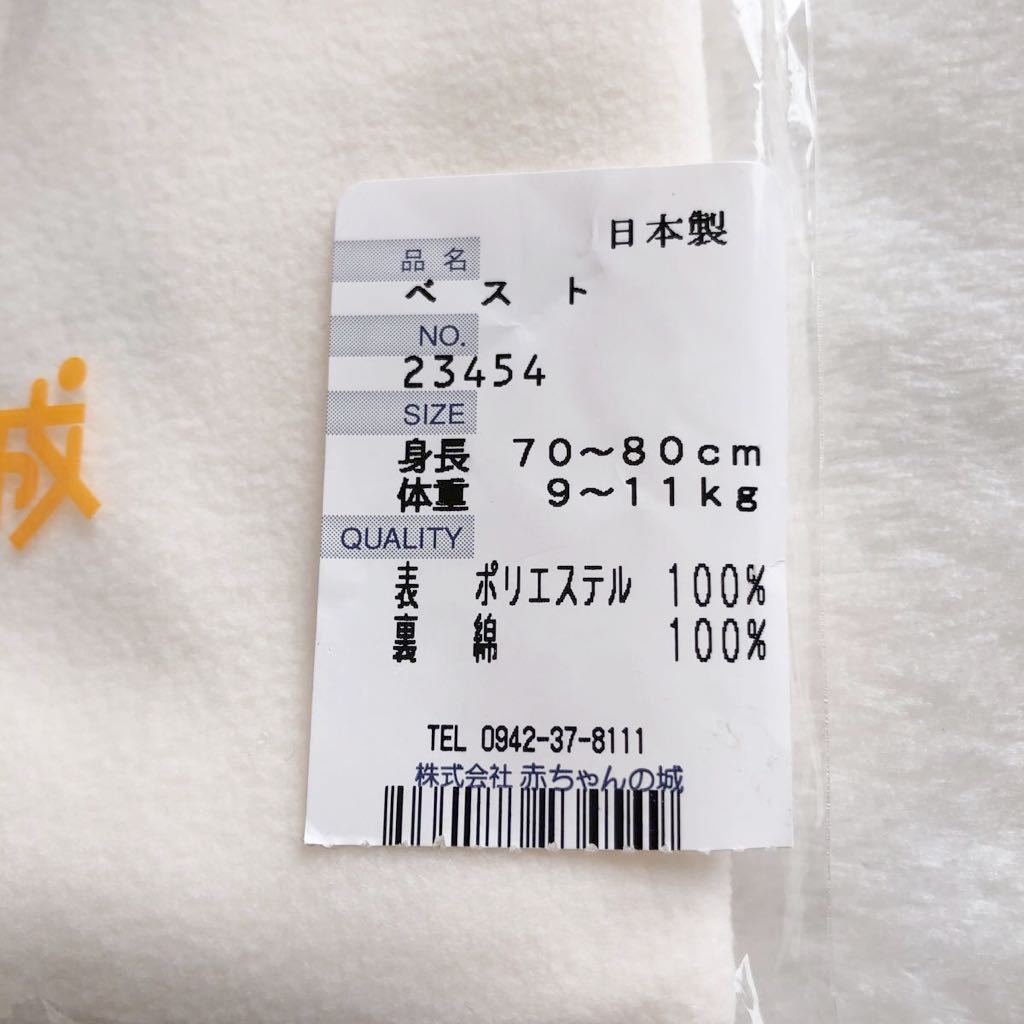 日本製
品名
ベスト
NO.
23454
SIZE
身長 70～80cm
体重 9～11kg
QUALITY
表 ポリエステル 100%
裏 綿 100%
TEL 0942-37-8111
株式会社 赤ちゃんの城
城